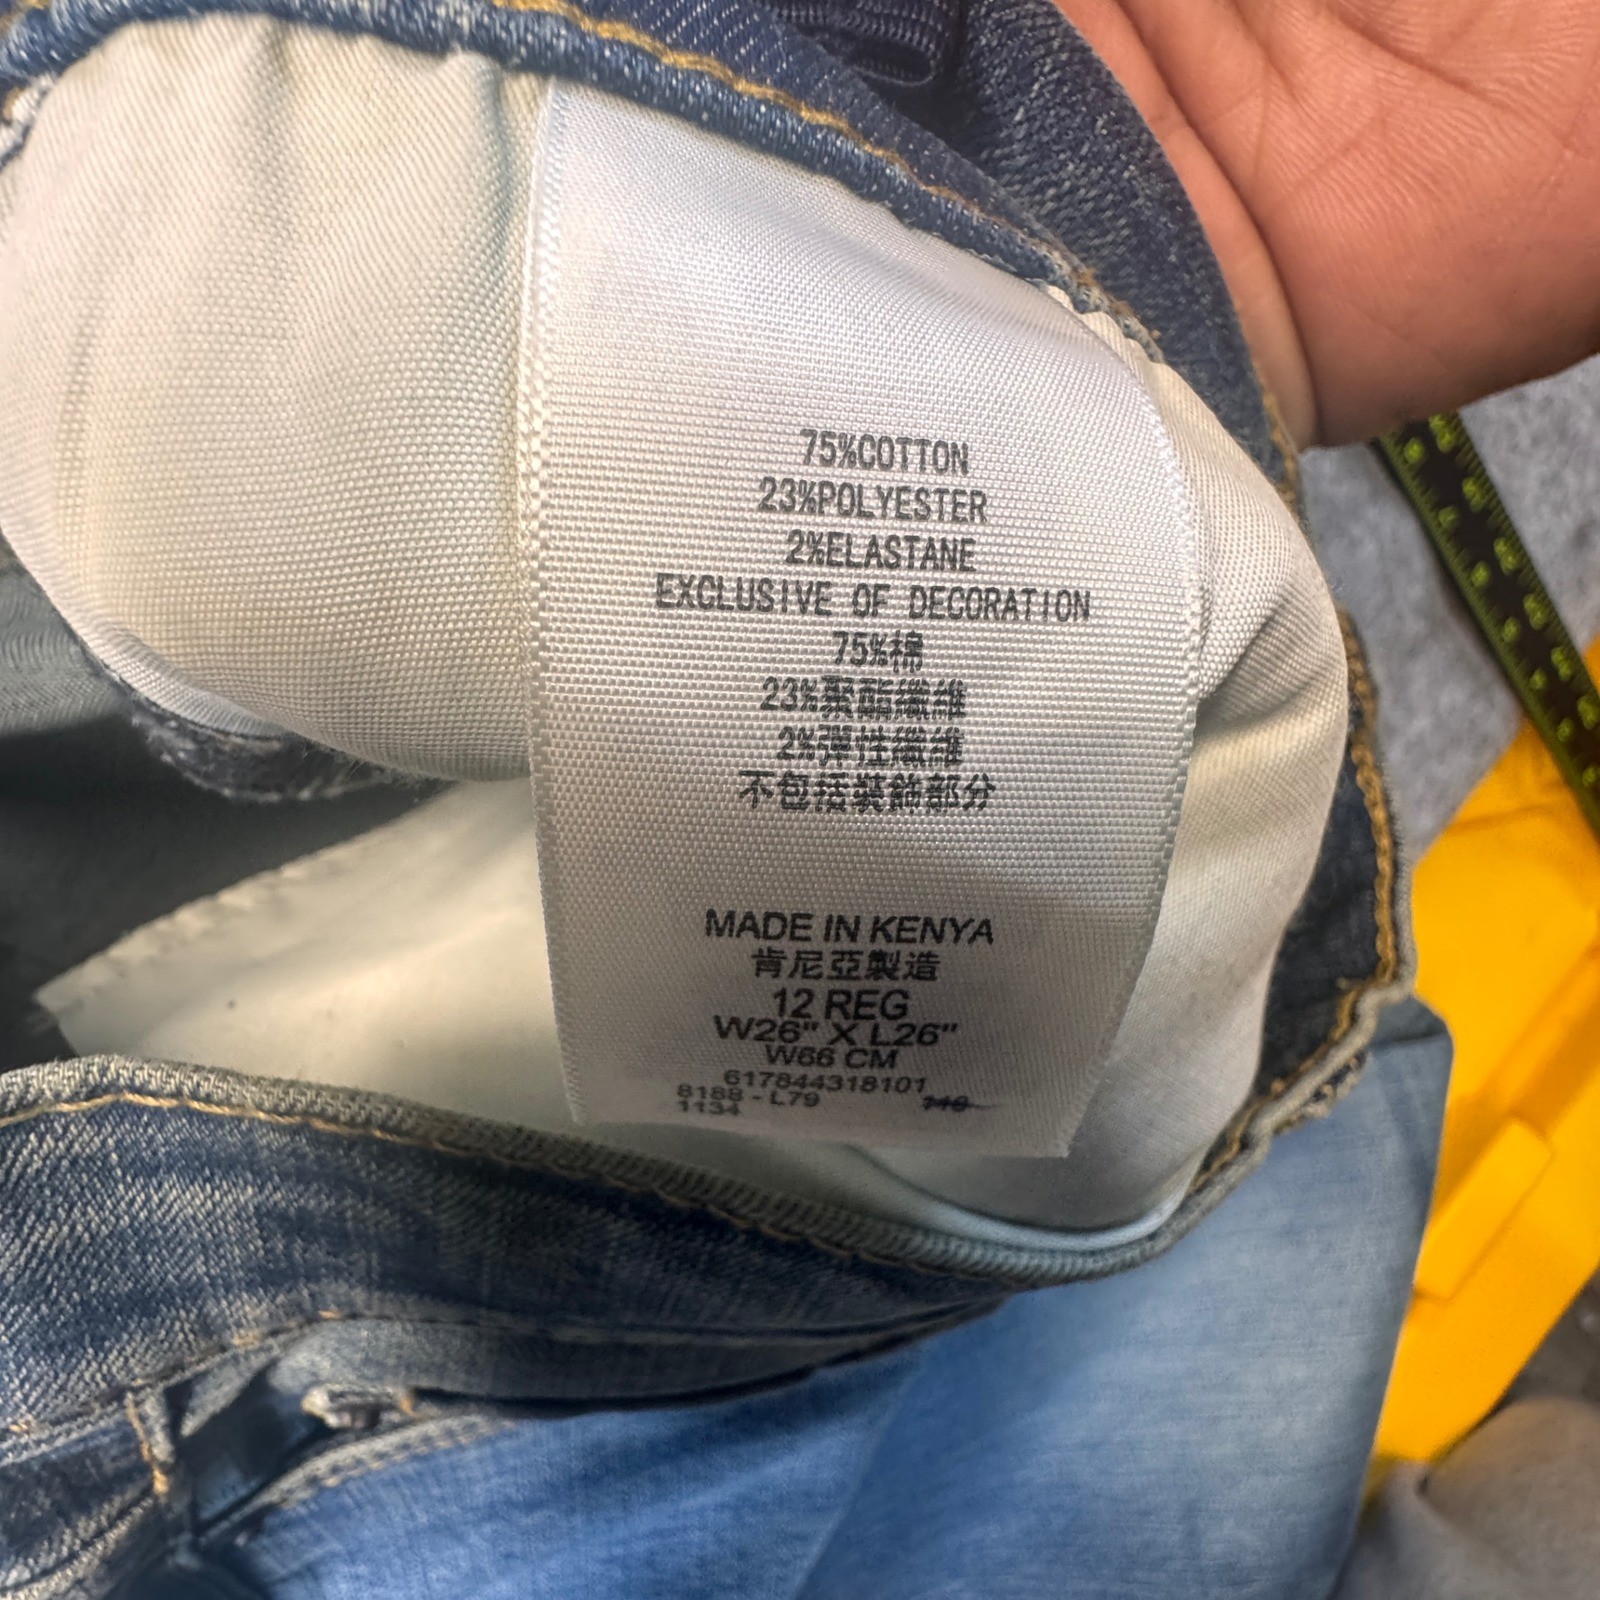 75%COTTON
23%POLYESTER
2%ELASTANE
EXCLUSIVE OF DECORATION
75%棉
23%聚酯纖維
2%彈性纖維
不包括裝飾部分
MADE IN KENYA
肯尼亞製造
12 REG
W26" X L26"
W66 CM
617844318101
8188 - L79
1134